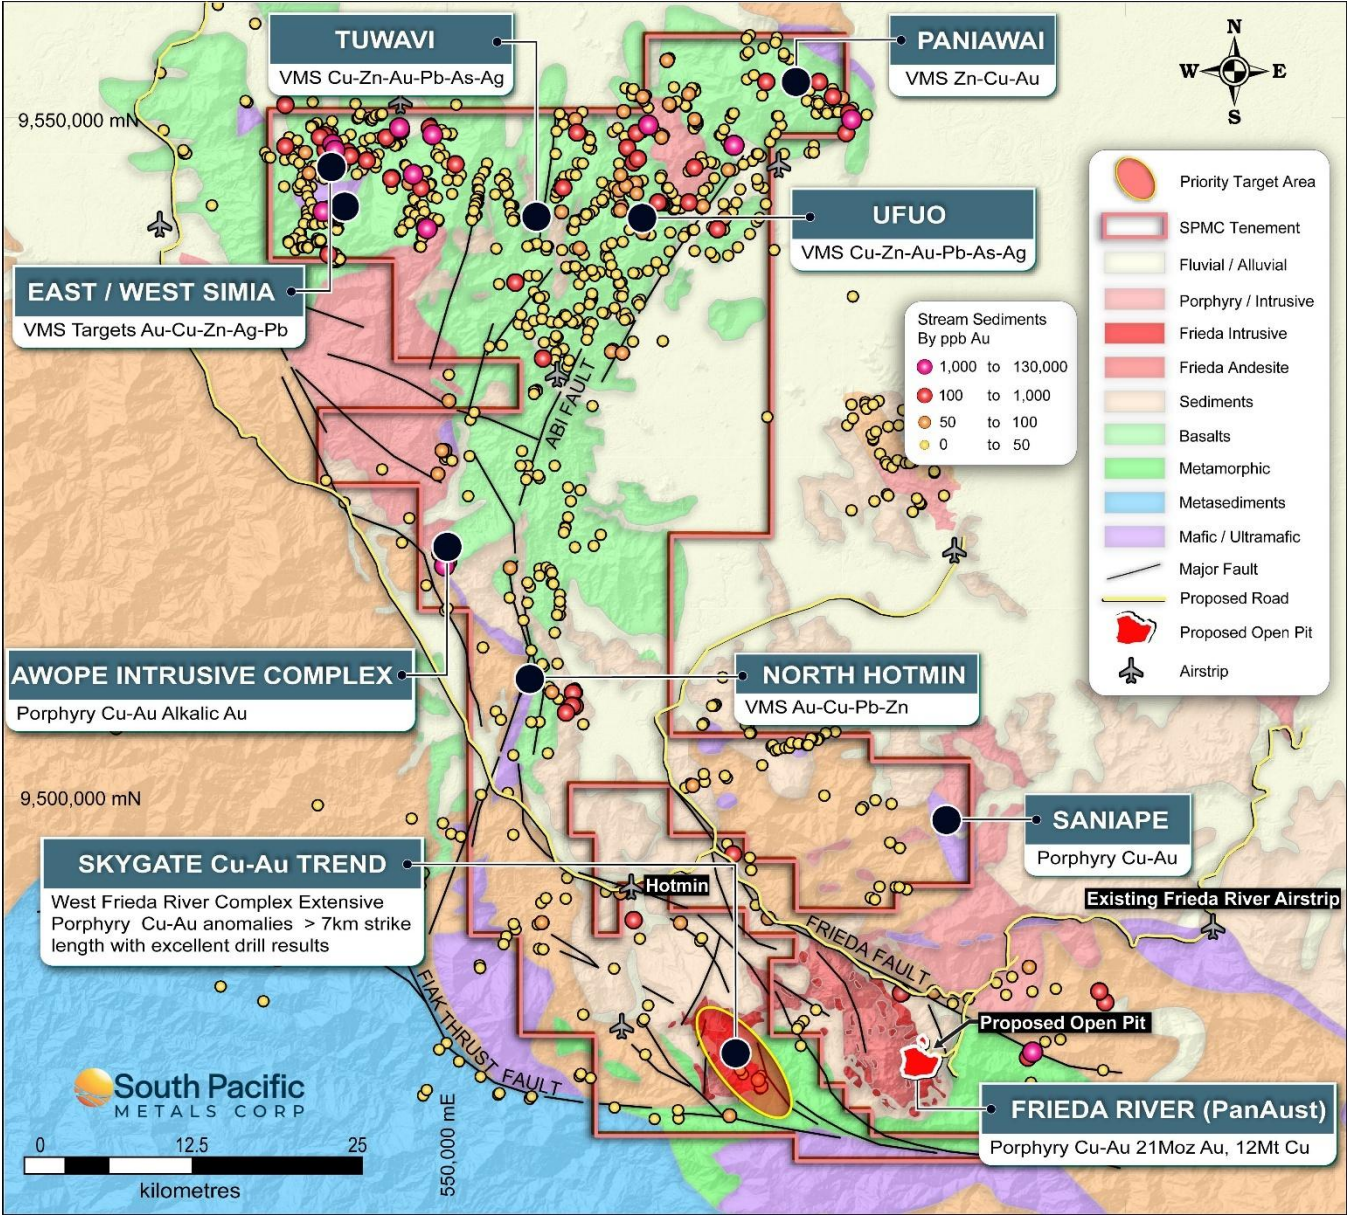 TUWAVI
VMS Cu-Zn-Au-Pb-As-Ag
PANIAWAI
VMS Zn-Cu-Au
N
W E
S
9,550,000 mN
Priority Target Area
SPMC Tenement
Fluvial / Alluvial
Porphyry / Intrusive
Frieda Intrusive
Frieda Andesite
Sediments
Basalts
Metamorphic
Metasediments
Mafic / Ultramafic
Major Fault
Proposed Road
Proposed Open Pit
Airstrip
UFUO
VMS Cu-Zn-Au-Pb-As-Ag
EAST / WEST SIMIA
VMS Targets Au-Cu-Zn-Ag-Pb
Stream Sediments
By ppb Au
1,000 to 130,000
100 to 1,000
50 to 100
0 to 50
ABI FAULT
AWOPE INTRUSIVE COMPLEX
Porphyry Cu-Au Alkalic Au
NORTH HOTMIN
VMS Au-Cu-Pb-Zn
9,500,000 mN
SANIAPE
Porphyry Cu-Au
SKYGATE Cu-Au TREND
West Frieda River Complex Extensive
Porphyry Cu-Au anomalies > 7km strike
length with excellent drill results
Hotmin
Existing Frieda River Airstrip
FRIEDA FAULT
FIAK THRUST FAULT
Proposed Open Pit
FRIEDA RIVER (PanAust)
Porphyry Cu-Au 21Moz Au, 12Mt Cu
South Pacific
METALS CORP
0 12.5 25
kilometres
550,000 mE